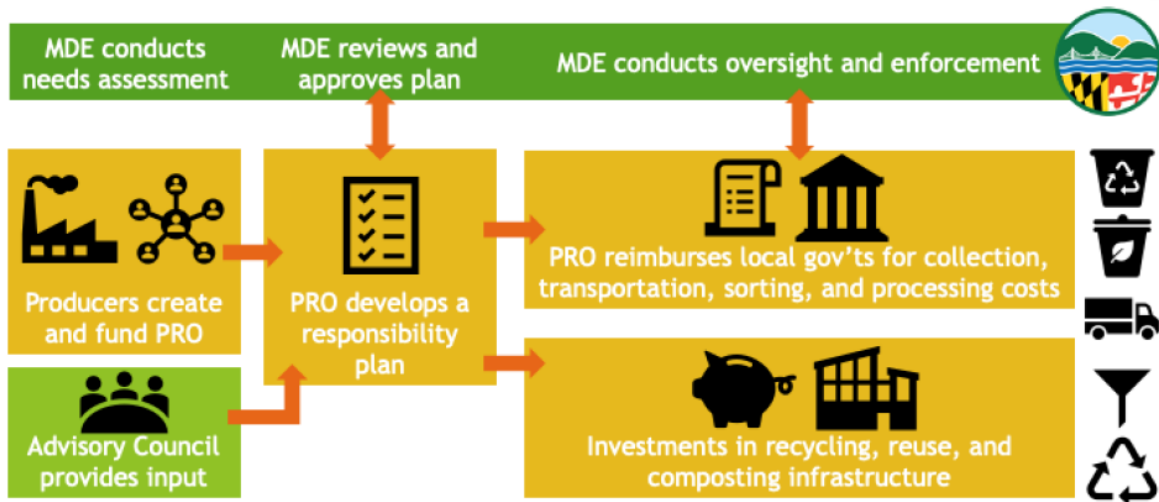 MDE conducts
needs assessment
MDE reviews and
approves plan
MDE conducts oversight and enforcement
Producers create
and fund PRO
PRO develops a
responsibility
plan
PRO reimburses local gov'ts for collection,
transportation, sorting, and processing costs
Advisory Council
provides input
Investments in recycling, reuse, and
composting infrastructure